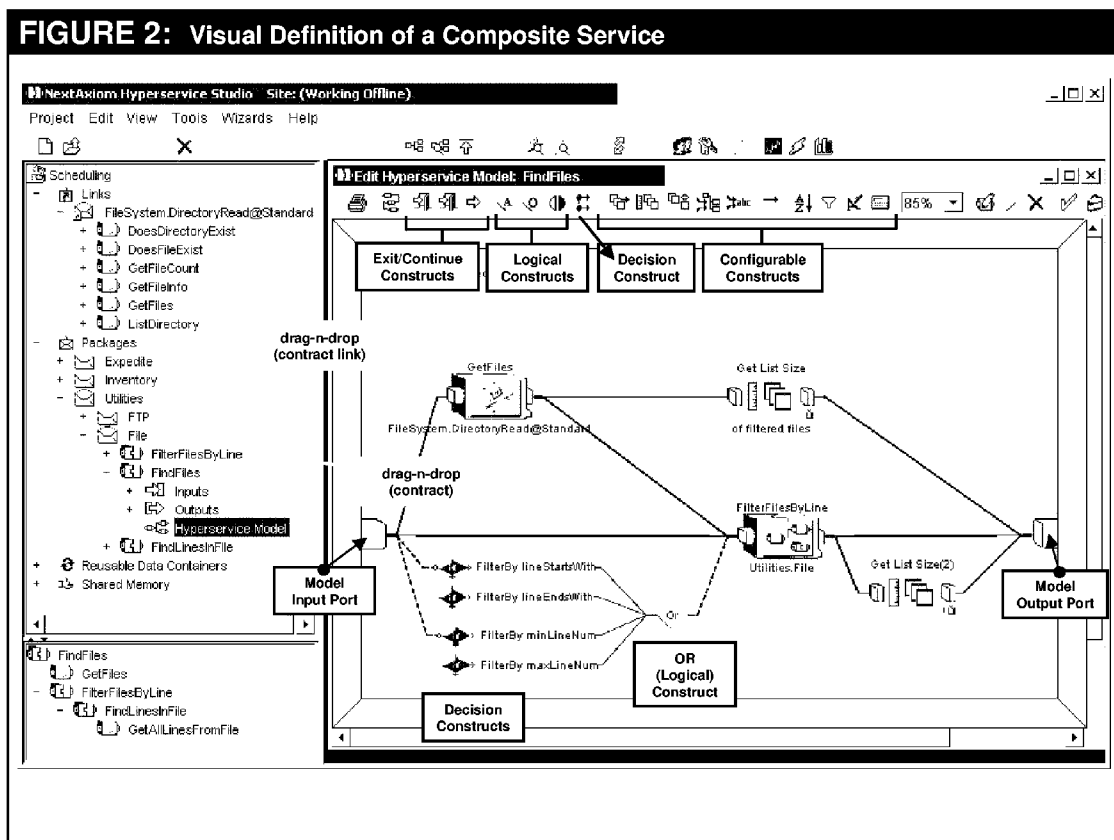 FIGURE 2: Visual Definition of a Composite Service
NextAxiom Hyperservice Studio Site: (Working Offline)
Project Edit View Tools Wizards Help
Scheduling
Links
FileSystem.DirectoryRead@Standard
DoesDirectoryExist
DoesFileExist
GetFileCount
GetFileInfo
GetFiles
ListDirectory
Packages
Expedite
Inventory
Utilities
FTP
File
FilterFilesByLine
FindFiles
Inputs
Outputs
Hyperservice Model
FindLinesInFile
Reusable Data Containers
Shared Memory
FindFiles
GetFiles
FilterFilesByLine
FindLinesInFile
GetAllLinesFromFile
Edit Hyperservice Model: FindFiles
85%
Exit/Continue
Constructs
Logical
Constructs
Decision
Construct
Configurable
Constructs
drag-n-drop
(contract link)
GetFiles
FileSystem.DirectoryRead@Standard
Get List Size
of filtered files
drag-n-drop
(contract)
FilterFilesByLine
Utilities.File
Get List Size(2)
Model
Input Port
Model
Output Port
FilterBy lineStartsWith
FilterBy lineEndsWith
FilterBy minLineNum
FilterBy maxLineNum
Or
OR
(Logical)
Construct
Decision
Constructs